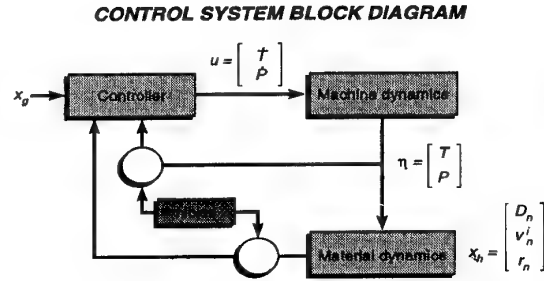 CONTROL SYSTEM BLOCK DIAGRAM
u = [ Ṫ
Ṗ ]
x_g
Controller
Machine dynamics
η = [ T
P ]
D_n
x_h = [ v_n^i ]
r_n
Material dynamics